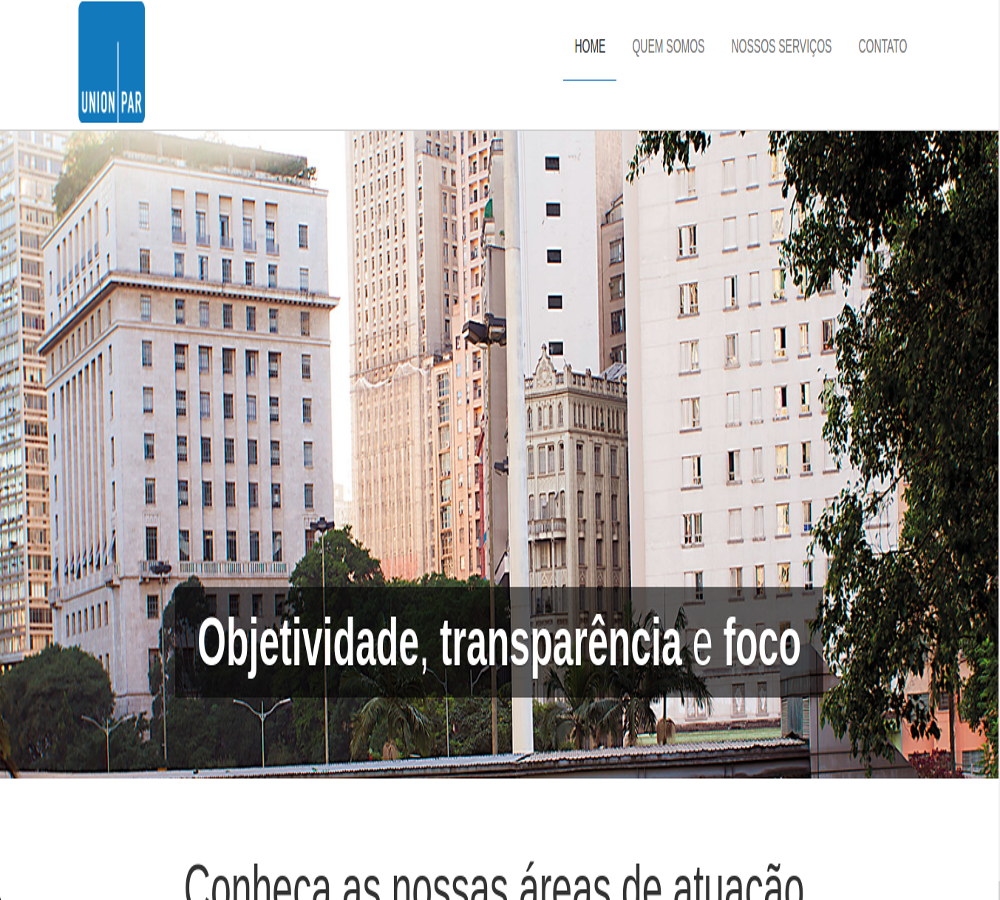 UNION PAR
HOME QUEM SOMOS NOSSOS SERVIÇOS CONTATO
Objetividade, transparência e foco
Conheça as nossas áreas de atuação